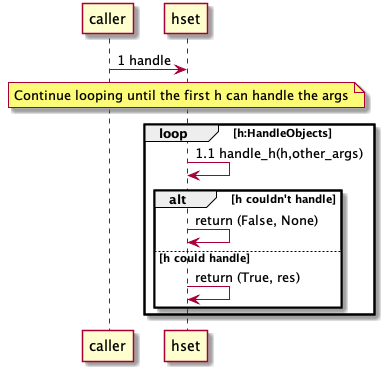 caller hset
1 handle
Continue looping until the first h can handle the args
loop [h:HandleObjects]
1.1 handle_h(h,other_args)
alt [h couldn't handle]
return (False, None)
[h could handle]
return (True, res)
caller hset